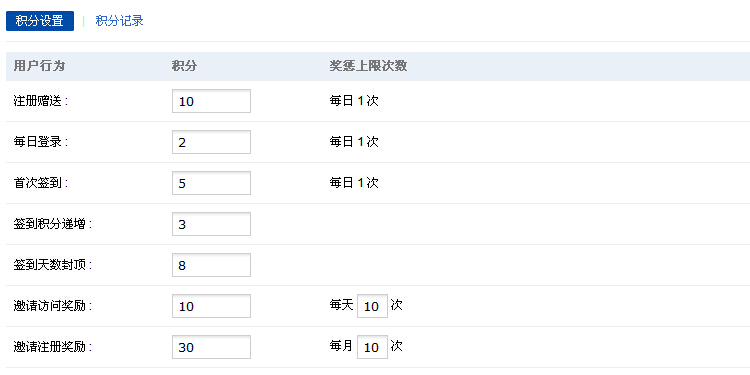 积分设置 | 积分记录
用户行为 积分 奖惩上限次数
注册赠送 : 10 每日 1 次
每日登录 : 2 每日 1 次
首次签到 : 5 每日 1 次
签到积分递增 : 3
签到天数封顶 : 8
邀请访问奖励 : 10 每天 10 次
邀请注册奖励 : 30 每月 10 次